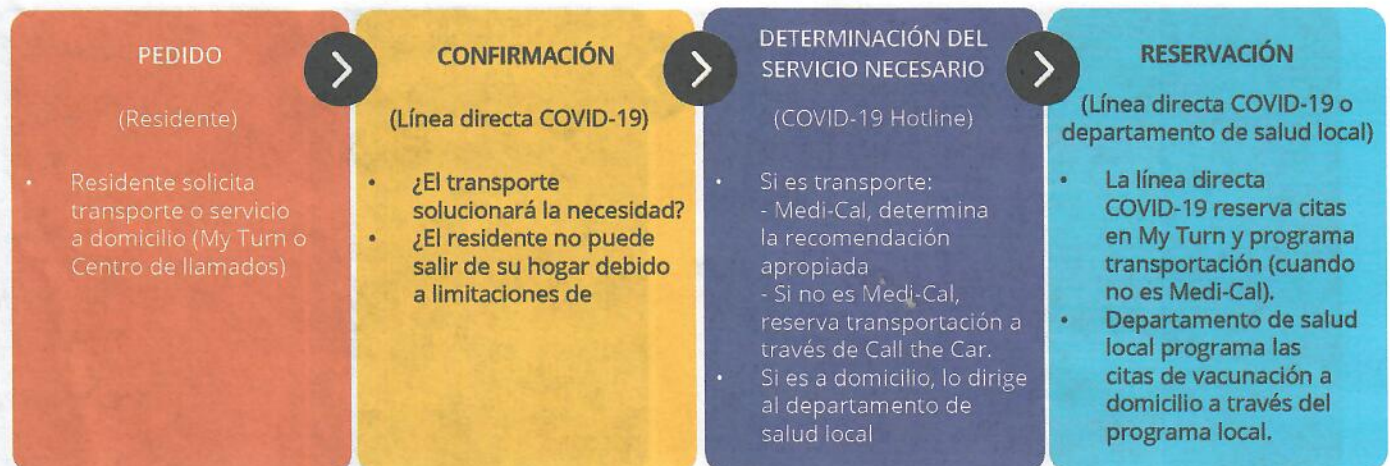 PEDIDO
(Residente)
• Residente solicita
transporte o servicio
a domicilio (My Turn o
Centro de llamados)
CONFIRMACIÓN
(Línea directa COVID-19)
• ¿El transporte
solucionará la necesidad?
• ¿El residente no puede
salir de su hogar debido
a limitaciones de
DETERMINACIÓN DEL
SERVICIO NECESARIO
(COVID-19 Hotline)
• Si es transporte:
- Medi-Cal, determina
la recomendación
apropiada
- Si no es Medi-Cal,
reserva transportación a
través de Call the Car.
• Si es a domicilio, lo dirige
al departamento de
salud local
RESERVACIÓN
(Línea directa COVID-19 o
departamento de salud local)
• La línea directa
COVID-19 reserva citas
en My Turn y programa
transportación (cuando
no es Medi-Cal).
• Departamento de salud
local programa las
citas de vacunación a
domicilio a través del
programa local.